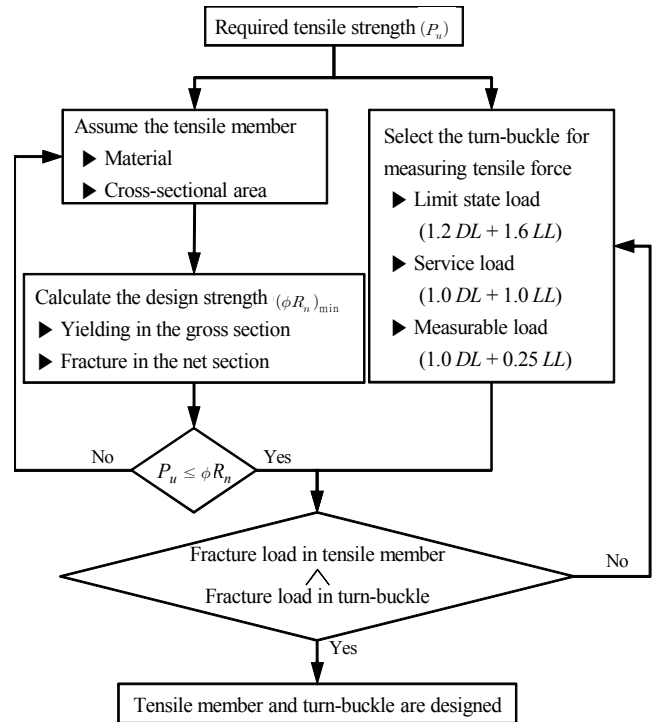 Required tensile strength (P_u)
Assume the tensile member
▶ Material
▶ Cross-sectional area
Select the turn-buckle for
measuring tensile force
▶ Limit state load
(1.2 DL + 1.6 LL)
▶ Service load
(1.0 DL + 1.0 LL)
▶ Measurable load
(1.0 DL + 0.25 LL)
Calculate the design strength (ϕR_n)_min
▶ Yielding in the gross section
▶ Fracture in the net section
No
P_u ≤ ϕR_n
Yes
Fracture load in tensile member
∧
Fracture load in turn-buckle
No
Yes
Tensile member and turn-buckle are designed